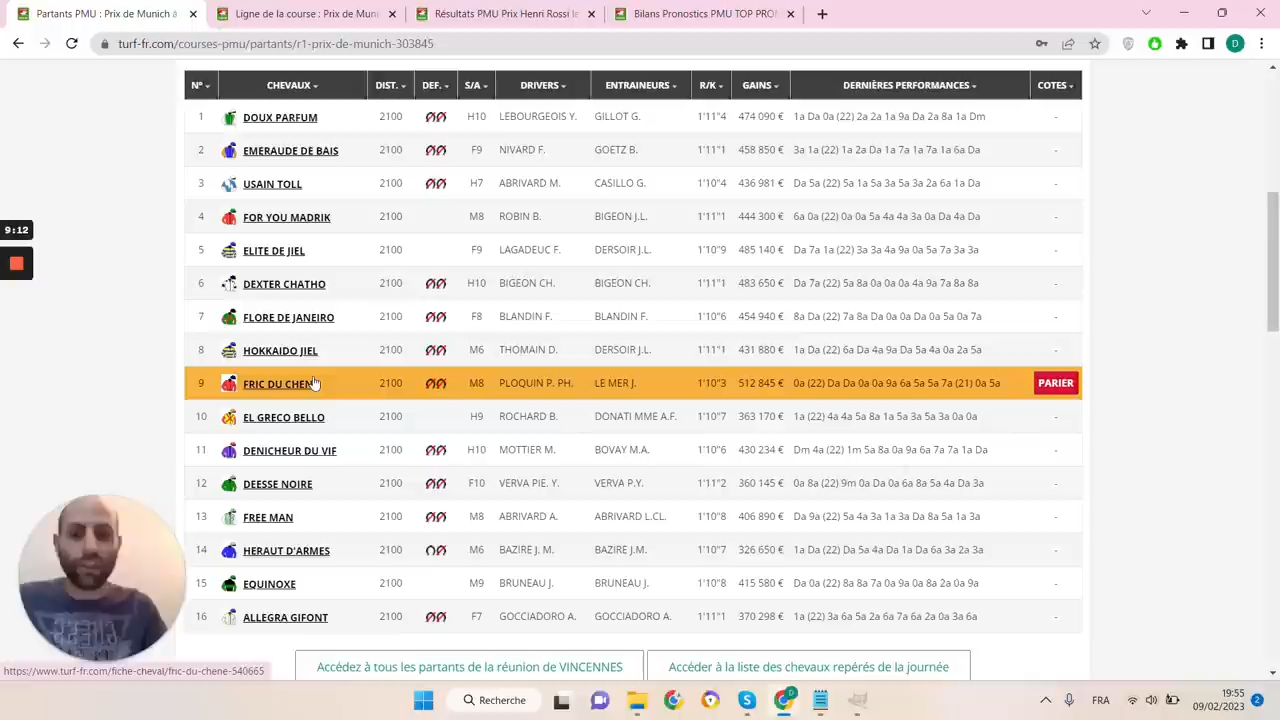 Partants PMU : Prix de Munich à
Ligne de la course : Prix de Mun
Résultats PMU Prix Henri Rossi le
Bilans Pronostics PMU TOP PRO
turf-fr.com/courses-pmu/partants/r1-prix-de-munich-303845
D
N° CHEVAUX DIST. DEF. S/A DRIVERS ENTRAINEURS R/K GAINS DERNIÈRES PERFORMANCES COTES
1 DOUX PARFUM 2100 H10 LEBOURGEOIS Y. GILLOT G. 1'11"4 474 090 € 1a Da 0a (22) 2a 2a 1a 9a Da 2a 8a 1a Dm -
2 EMERAUDE DE BAIS 2100 F9 NIVARD F. GOETZ B. 1'11"1 458 850 € 3a 1a (22) 1a 2a Da 1a 7a 1a 7a 1a 6a Da -
3 USAIN TOLL 2100 H7 ABRIVARD M. CASILLO G. 1'10"4 436 981 € Da 5a (22) 5a 1a 5a 3a 5a 3a 2a 6a 1a Da -
9:12
4 FOR YOU MADRIK 2100 M8 ROBIN B. BIGEON J.L. 1'11"1 444 300 € 6a 0a (22) 0a 0a 5a 4a 4a 3a 0a Da 4a Da -
5 ELITE DE JIEL 2100 F9 LAGADEUC F. DERSOIR J.L. 1'10"9 485 140 € Da 7a 1a (22) 3a 3a 4a 9a 0a 5a 7a 3a 3a -
6 DEXTER CHATHO 2100 H10 BIGEON CH. BIGEON CH. 1'11"1 483 650 € Da 7a (22) 5a 8a 0a 0a 0a 4a 9a 7a 8a 8a -
7 FLORE DE JANEIRO 2100 F8 BLANDIN F. BLANDIN F. 1'10"6 454 940 € 8a Da (22) 7a 8a Da 0a 0a Da 0a 5a 0a 7a -
8 HOKKAIDO JIEL 2100 M6 THOMAIN D. DERSOIR J.L. 1'11"1 431 880 € 1a Da (22) 6a Da 4a 9a Da 5a 4a 0a 2a 5a -
9 FRIC DU CHENE 2100 M8 PLOQUIN P. PH. LE MER J. 1'10"3 512 845 € 0a (22) Da Da 0a 0a 9a 6a 5a 5a 7a (21) 0a 5a PARIER
10 EL GRECO BELLO 2100 H9 ROCHARD B. DONATI MME A.F. 1'10"7 363 170 € 1a (22) 4a 4a 5a 8a 1a 5a 3a 5a 3a 0a 0a -
11 DENICHEUR DU VIF 2100 H10 MOTTIER M. BOVAY M.A. 1'10"6 430 234 € Dm 4a (22) 1m 5a 8a 0a 9a 6a 7a 7a 1a Da -
12 DEESSE NOIRE 2100 F10 VERVA PIE. Y. VERVA P.Y. 1'11"2 360 145 € 0a 8a (22) 9m 0a Da 0a 6a 8a 5a 4a Da 3a -
13 FREE MAN 2100 M8 ABRIVARD A. ABRIVARD L.CL. 1'10"8 406 890 € Da 9a (22) 5a 4a 3a 1a 3a Da 8a 5a 1a 3a -
14 HERAUT D'ARMES 2100 M6 BAZIRE J. M. BAZIRE J.M. 1'10"7 326 650 € 1a Da (22) Da 5a 4a Da 1a Da 6a 3a 2a 3a -
15 EQUINOXE 2100 M9 BRUNEAU J. BRUNEAU J. 1'10"8 415 580 € Da 0a (22) 8a 8a 7a 0a 9a 0a 8a 2a 0a 9a -
16 ALLEGRA GIFONT 2100 F7 GOCCIADORO A. GOCCIADORO A. 1'11"1 370 298 € 1a (22) 3a 6a 5a 2a 6a 7a 6a 2a 0a 3a 6a -
Accédez à tous les partants de la réunion de VINCENNES
Accéder à la liste des chevaux repérés de la journée
https://www.turf-fr.com/fiche-cheval/fric-du-chene-540665
Recherche
FRA
19:55
09/02/2023
2